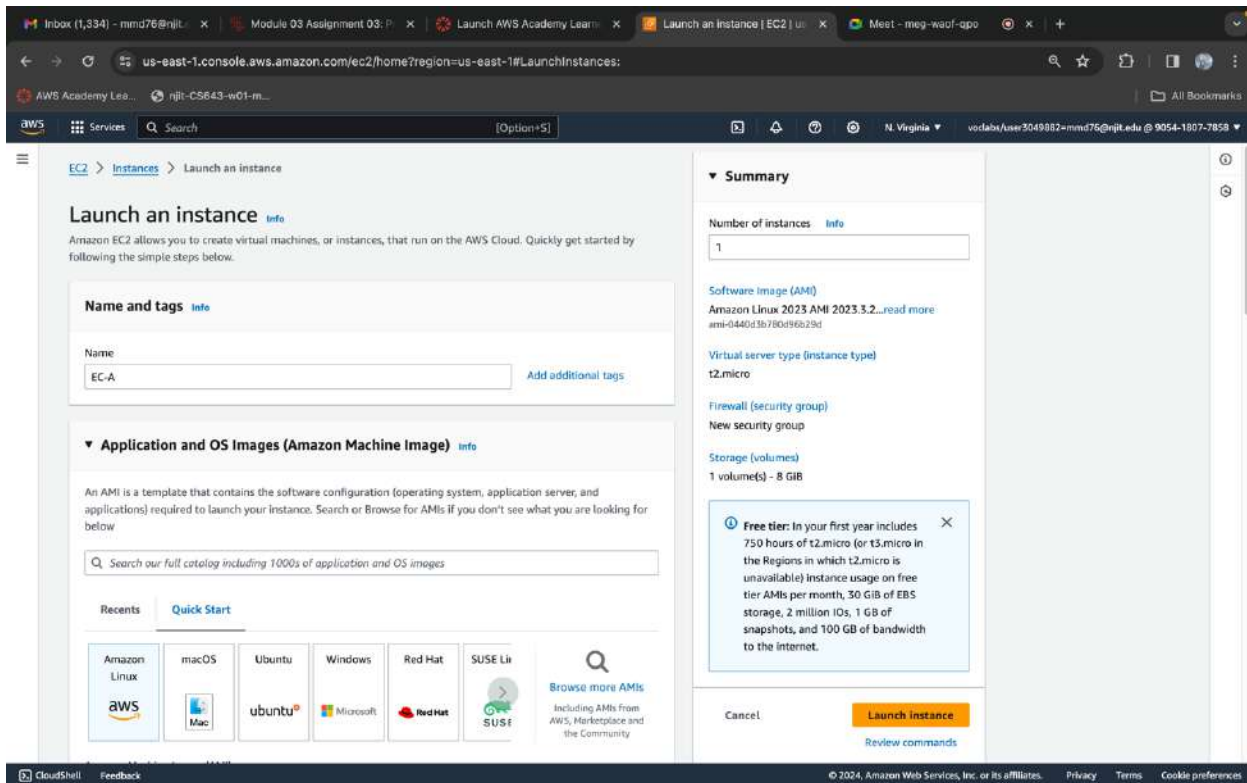 Inbox (1,334) - mmd76@njit.
Module 03 Assignment 03: P
Launch AWS Academy Learn
Launch an instance | EC2 | us
Meet - meg-waof-qpo
us-east-1.console.aws.amazon.com/ec2/home?region=us-east-1#LaunchInstances:
AWS Academy Lea...
njit-CS643-w01-m...
All Bookmarks
aws
Services
Search
[Option+S]
N. Virginia
voclabs/user3049882=mmd76@njit.edu @ 9054-1807-7858
EC2 > Instances > Launch an instance
Launch an instance Info
Amazon EC2 allows you to create virtual machines, or instances, that run on the AWS Cloud. Quickly get started by
following the simple steps below.
Name and tags Info
Name
EC-A
Add additional tags
Application and OS Images (Amazon Machine Image) Info
An AMI is a template that contains the software configuration (operating system, application server, and
applications) required to launch your instance. Search or Browse for AMIs if you don't see what you are looking for
below
Search our full catalog including 1000s of application and OS images
Recents
Quick Start
Amazon
Linux
aws
macOS
Mac
Ubuntu
ubuntu
Windows
Microsoft
Red Hat
Red Hat
SUSE Li
SUSE
Browse more AMIs
Including AMIs from
AWS, Marketplace and
the Community
Summary
Number of instances Info
1
Software Image (AMI)
Amazon Linux 2023 AMI 2023.3.2...read more
ami-0440d3b780d96b29d
Virtual server type (instance type)
t2.micro
Firewall (security group)
New security group
Storage (volumes)
1 volume(s) - 8 GiB
Free tier: In your first year includes
750 hours of t2.micro (or t3.micro in
the Regions in which t2.micro is
unavailable) instance usage on free
tier AMIs per month, 30 GiB of EBS
storage, 2 million IOs, 1 GB of
snapshots, and 100 GB of bandwidth
to the internet.
Cancel
Launch instance
Review commands
CloudShell
Feedback
© 2024, Amazon Web Services, Inc. or its affiliates.
Privacy
Terms
Cookie preferences